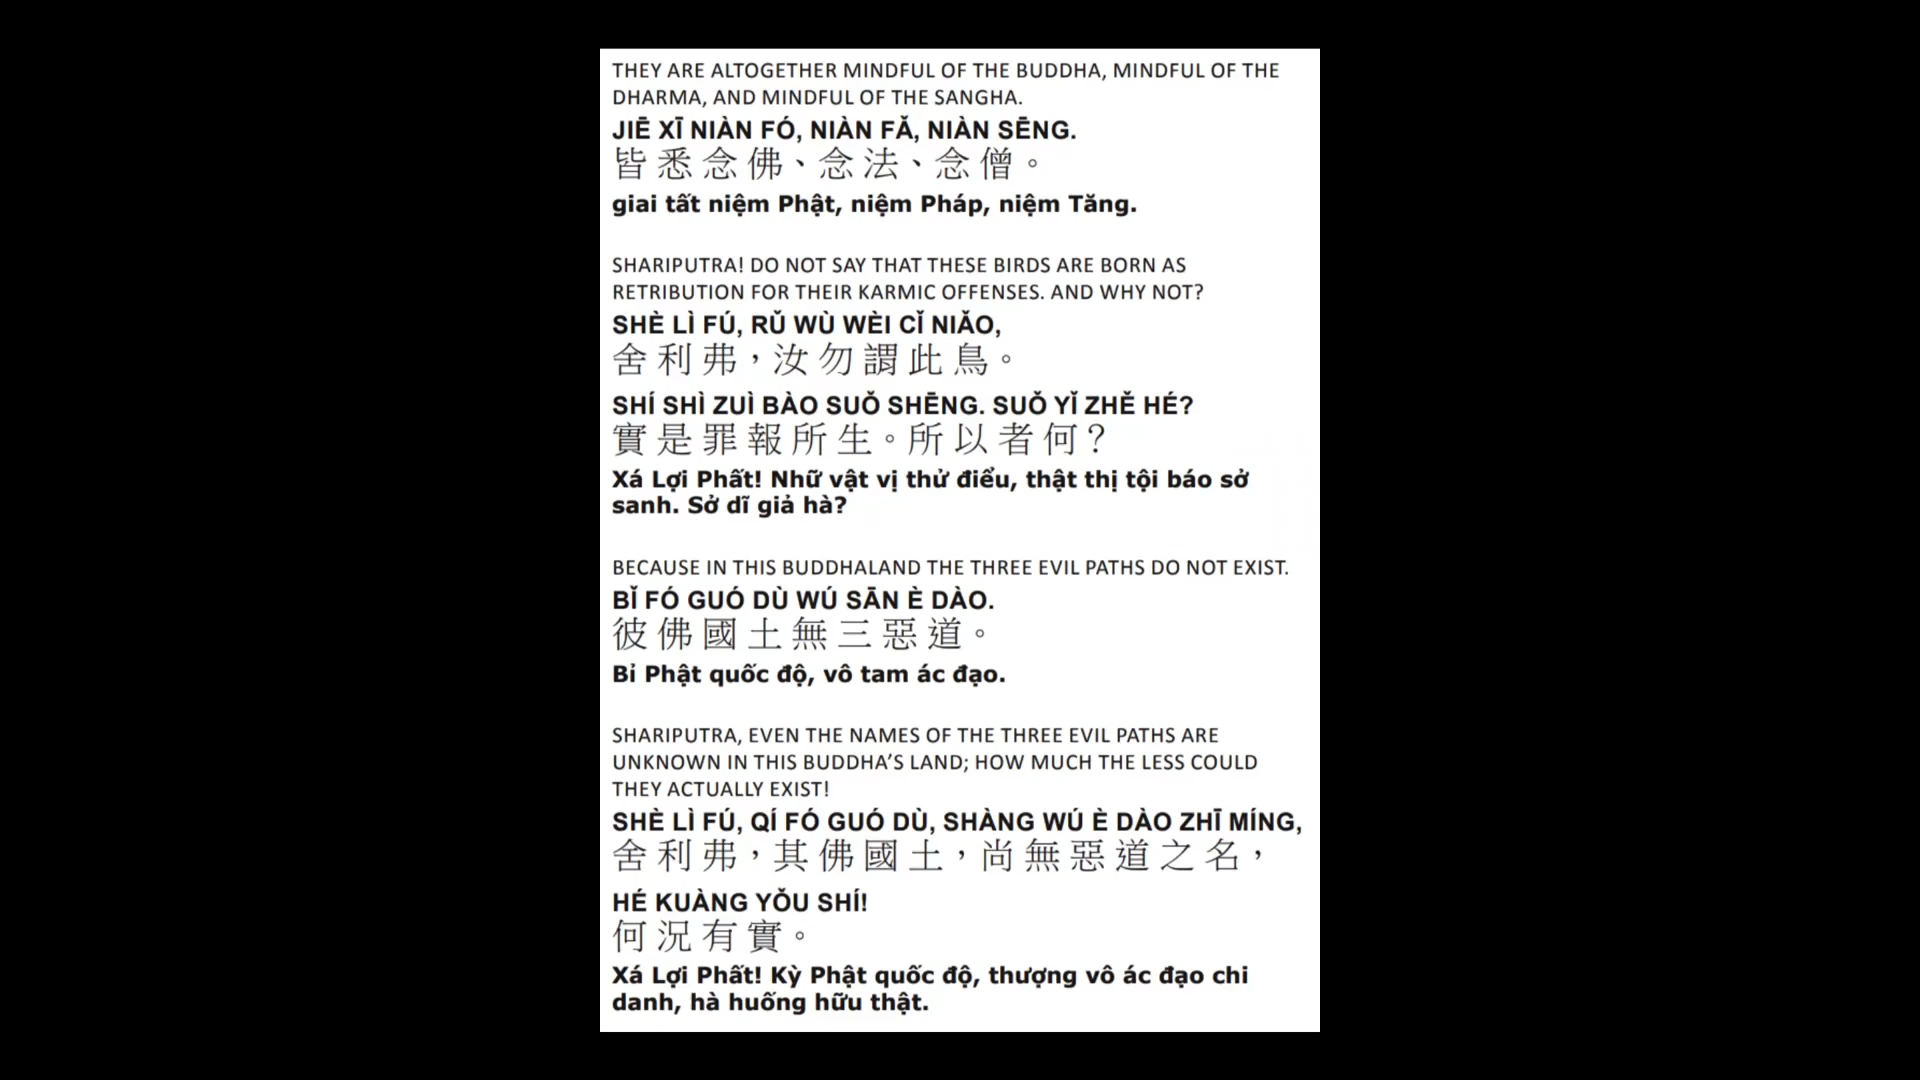 THEY ARE ALTOGETHER MINDFUL OF THE BUDDHA, MINDFUL OF THE
DHARMA, AND MINDFUL OF THE SANGHA.
JIĒ XĪ NIÀN FÓ, NIÀN FǍ, NIÀN SĒNG.
皆悉念佛、念法、念僧。
giai tất niệm Phật, niệm Pháp, niệm Tăng.
SHARIPUTRA! DO NOT SAY THAT THESE BIRDS ARE BORN AS
RETRIBUTION FOR THEIR KARMIC OFFENSES. AND WHY NOT?
SHÈ LÌ FÚ, RǓ WÙ WÈI CǏ NIǍO,
舍利弗，汝勿謂此鳥。
SHÍ SHÌ ZUÌ BÀO SUǑ SHĒNG. SUǑ YǏ ZHĚ HÉ?
實是罪報所生。所以者何？
Xá Lợi Phất! Nhữ vật vị thử điểu, thật thị tội báo sở
sanh. Sở dĩ giả hà?
BECAUSE IN THIS BUDDHALAND THE THREE EVIL PATHS DO NOT EXIST.
BǏ FÓ GUÓ DÙ WÚ SĀN È DÀO.
彼佛國土無三惡道。
Bỉ Phật quốc độ, vô tam ác đạo.
SHARIPUTRA, EVEN THE NAMES OF THE THREE EVIL PATHS ARE
UNKNOWN IN THIS BUDDHA’S LAND; HOW MUCH THE LESS COULD
THEY ACTUALLY EXIST!
SHÈ LÌ FÚ, QÍ FÓ GUÓ DÙ, SHÀNG WÚ È DÀO ZHĪ MÍNG,
舍利弗，其佛國土，尚無惡道之名，
HÉ KUÀNG YǑU SHÍ!
何況有實。
Xá Lợi Phất! Kỳ Phật quốc độ, thượng vô ác đạo chi
danh, hà huống hữu thật.